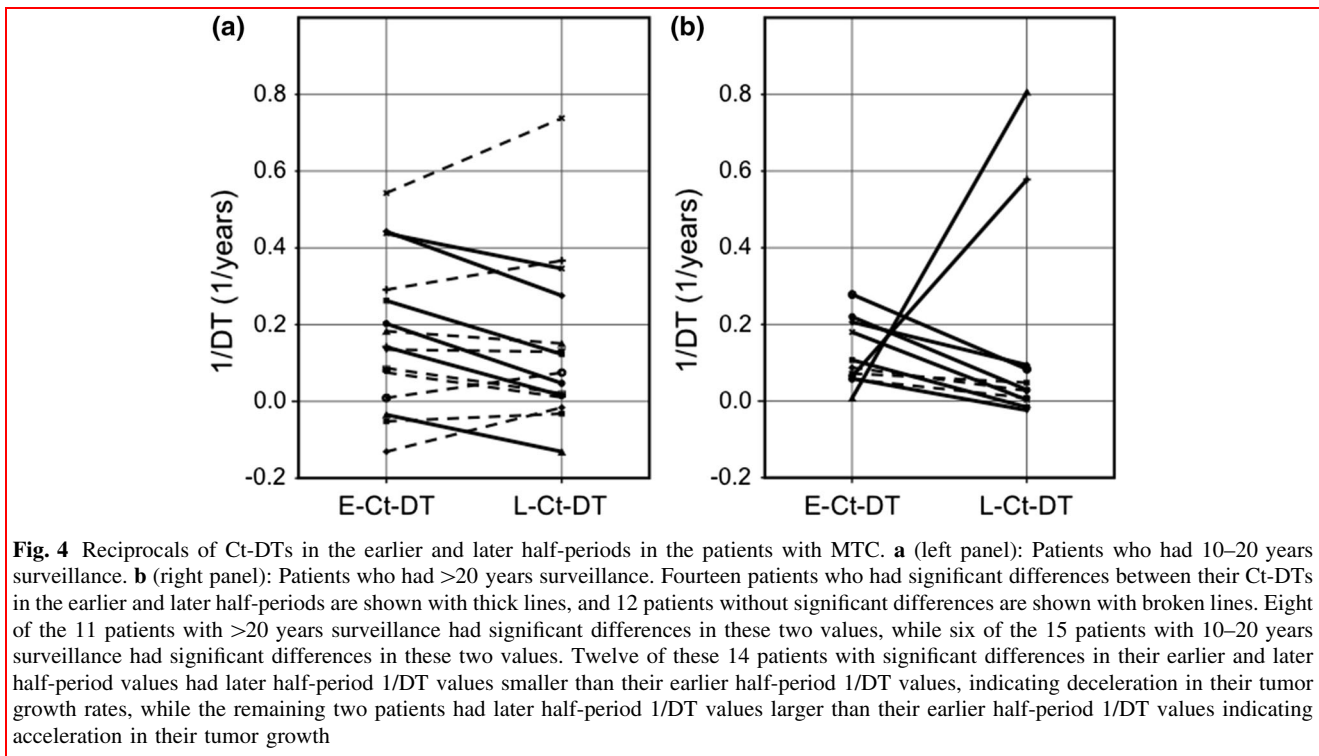 (a)
0.8
0.6
0.4
0.2
0.0
-0.2
1/DT (1/years)
E-Ct-DT
L-Ct-DT
(b)
0.8
0.6
0.4
0.2
0.0
-0.2
1/DT (1/years)
E-Ct-DT
L-Ct-DT
Fig. 4 Reciprocals of Ct-DTs in the earlier and later half-periods in the patients with MTC. a (left panel): Patients who had 10–20 years
surveillance. b (right panel): Patients who had >20 years surveillance. Fourteen patients who had significant differences between their Ct-DTs
in the earlier and later half-periods are shown with thick lines, and 12 patients without significant differences are shown with broken lines. Eight
of the 11 patients with >20 years surveillance had significant differences in these two values, while six of the 15 patients with 10–20 years
surveillance had significant differences in these two values. Twelve of these 14 patients with significant differences in their earlier and later
half-period values had later half-period 1/DT values smaller than their earlier half-period 1/DT values, indicating deceleration in their tumor
growth rates, while the remaining two patients had later half-period 1/DT values larger than their earlier half-period 1/DT values indicating
acceleration in their tumor growth